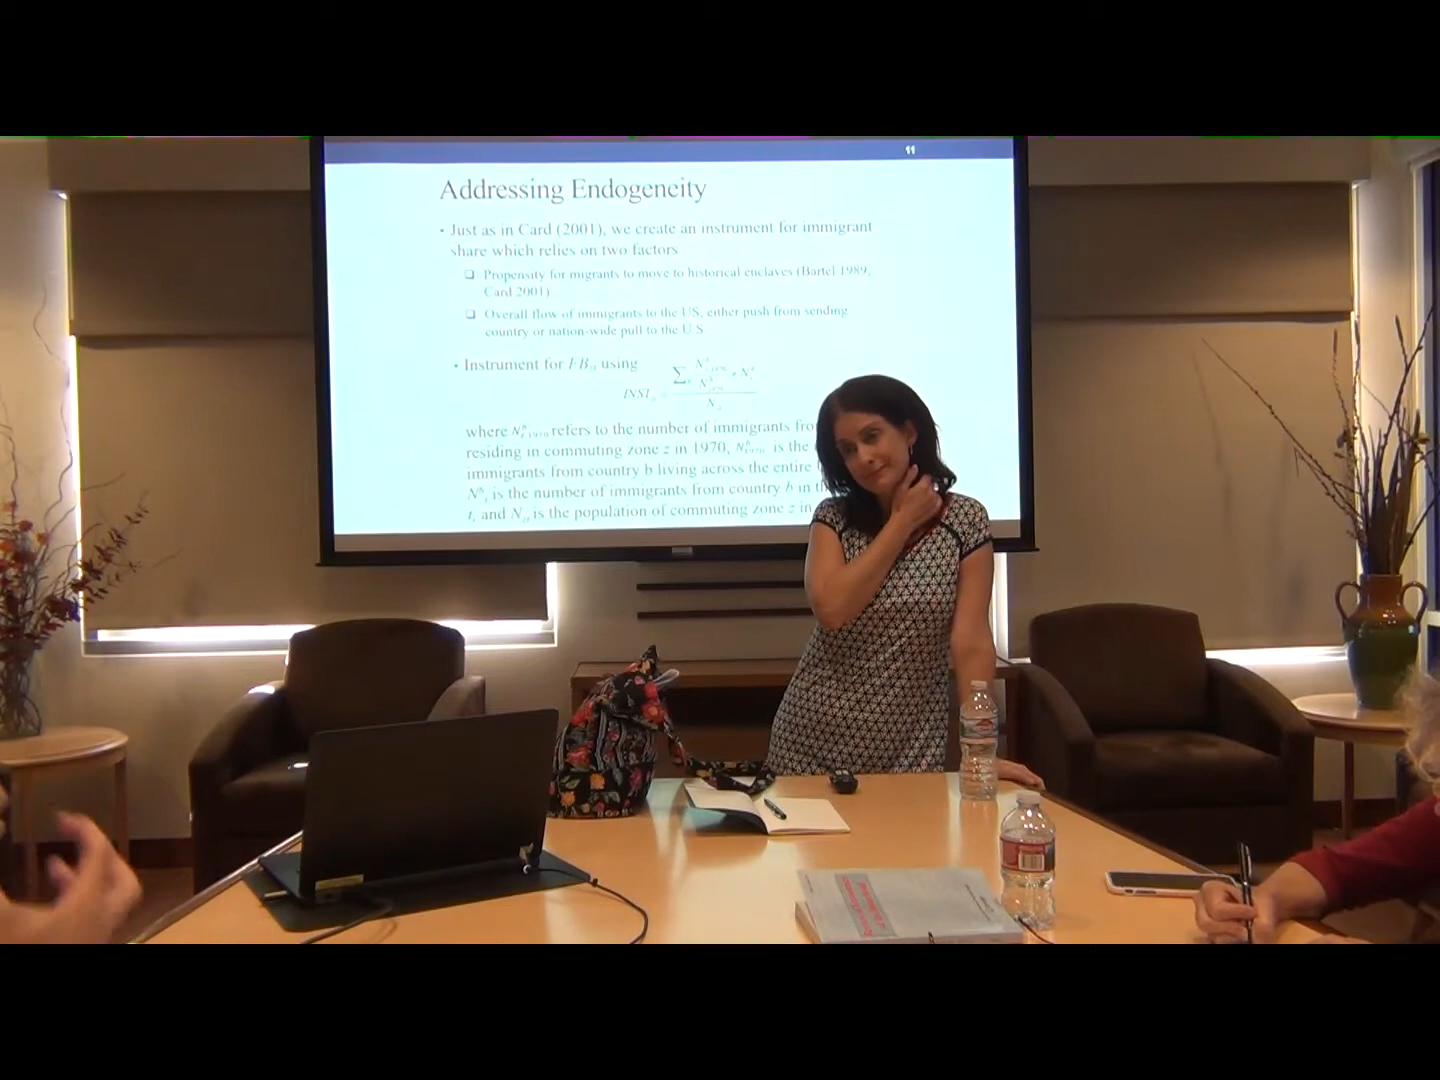 11
Addressing Endogeneity
• Just as in Card (2001), we create an instrument for immigrant
share which relies on two factors
❑ Propensity for migrants to move to historical enclaves (Bartel 1989,
Card 2001)
❑ Overall flow of immigrants to the US, either push from sending
country or nation-wide pull to the U.S
• Instrument for FB using
INST
where N 1970 refers to the number of immigrants fro
residing in commuting zone z in 1970, N 1970 is the
immigrants from country b living across the entire
N t is the number of immigrants from country b in th
t, and N zt is the population of commuting zone z in